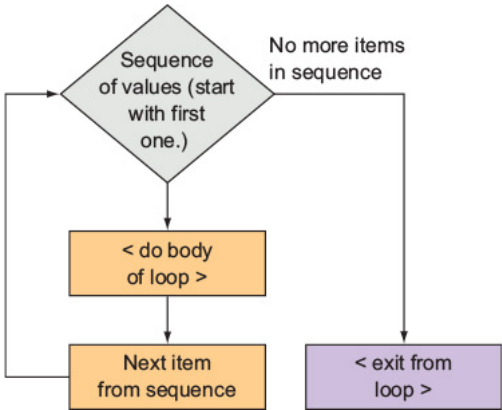 Sequence
of values (start
with first
one.)
No more items
in sequence
< do body
of loop >
Next item
from sequence
< exit from
loop >